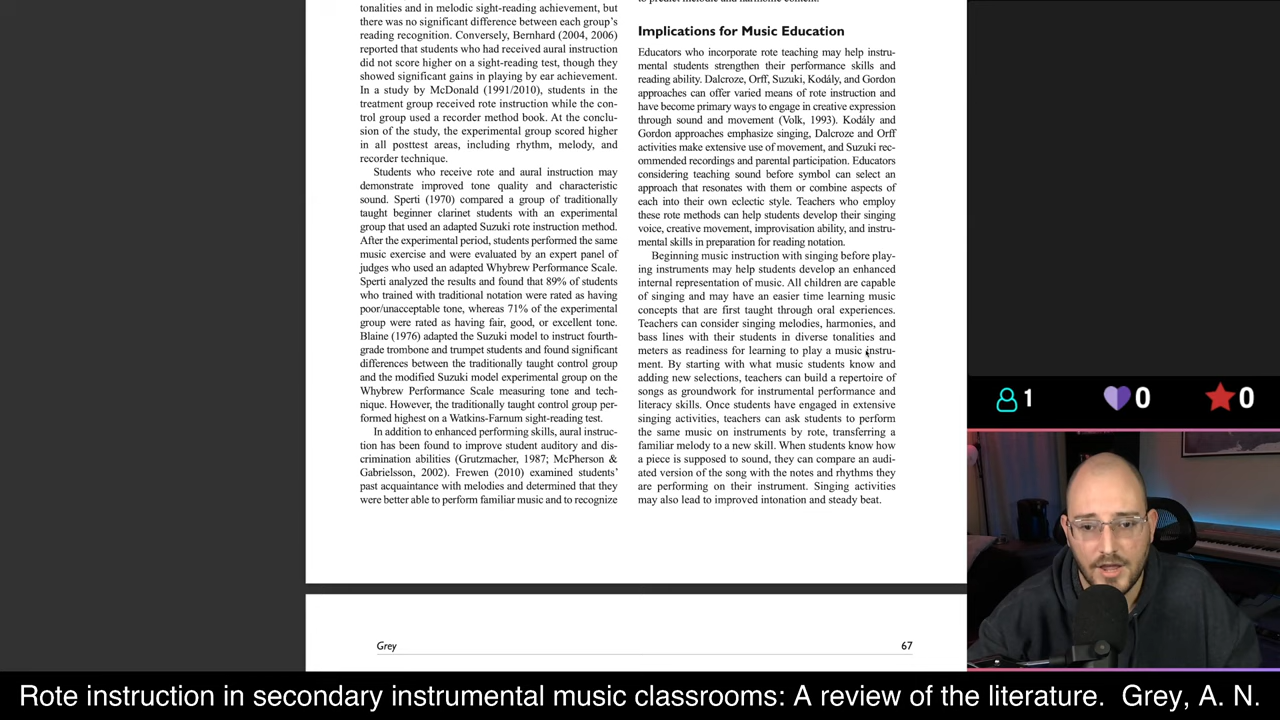 tonalities and in melodic sight-reading achievement, but
there was no significant difference between each group's
reading recognition. Conversely, Bernhard (2004, 2006)
reported that students who had received aural instruction
did not score higher on a sight-reading test, though they
showed significant gains in playing by ear achievement.
In a study by McDonald (1991/2010), students in the
treatment group received rote instruction while the con-
trol group used a recorder method book. At the conclu-
sion of the study, the experimental group scored higher
in all posttest areas, including rhythm, melody, and
recorder technique.
Students who receive rote and aural instruction may
demonstrate improved tone quality and characteristic
sound. Sperti (1970) compared a group of traditionally
taught beginner clarinet students with an experimental
group that used an adapted Suzuki rote instruction method.
After the experimental period, students performed the same
music exercise and were evaluated by an expert panel of
judges who used an adapted Whybrew Performance Scale.
Sperti analyzed the results and found that 89% of students
who trained with traditional notation were rated as having
poor/unacceptable tone, whereas 71% of the experimental
group were rated as having fair, good, or excellent tone.
Blaine (1976) adapted the Suzuki model to instruct fourth-
grade trombone and trumpet students and found significant
differences between the traditionally taught control group
and the modified Suzuki model experimental group on the
Whybrew Performance Scale measuring tone and tech-
nique. However, the traditionally taught control group per-
formed highest on a Watkins-Farnum sight-reading test.
In addition to enhanced performing skills, aural instruc-
tion has been found to improve student auditory and dis-
crimination abilities (Grutzmacher, 1987; McPherson &
Gabrielsson, 2002). Frewen (2010) examined students'
past acquaintance with melodies and determined that they
were better able to perform familiar music and to recognize
to predict melodic and harmonic content.
Implications for Music Education
Educators who incorporate rote teaching may help instru-
mental students strengthen their performance skills and
reading ability. Dalcroze, Orff, Suzuki, Kodály, and Gordon
approaches can offer varied means of rote instruction and
have become primary ways to engage in creative expression
through sound and movement (Volk, 1993). Kodály and
Gordon approaches emphasize singing, Dalcroze and Orff
activities make extensive use of movement, and Suzuki rec-
ommended recordings and parental participation. Educators
considering teaching sound before symbol can select an
approach that resonates with them or combine aspects of
each into their own eclectic style. Teachers who employ
these rote methods can help students develop their singing
voice, creative movement, improvisation ability, and instru-
mental skills in preparation for reading notation.
Beginning music instruction with singing before play-
ing instruments may help students develop an enhanced
internal representation of music. All children are capable
of singing and may have an easier time learning music
concepts that are first taught through oral experiences.
Teachers can consider singing melodies, harmonies, and
bass lines with their students in diverse tonalities and
meters as readiness for learning to play a music instru-
ment. By starting with what music students know and
adding new selections, teachers can build a repertoire of
songs as groundwork for instrumental performance and
literacy skills. Once students have engaged in extensive
singing activities, teachers can ask students to perform
the same music on instruments by rote, transferring a
familiar melody to a new skill. When students know how
a piece is supposed to sound, they can compare an audi-
ated version of the song with the notes and rhythms they
are performing on their instrument. Singing activities
may also lead to improved intonation and steady beat.
1 0 0
Grey 67
Rote instruction in secondary instrumental music classrooms: A review of the literature. Grey, A. N.